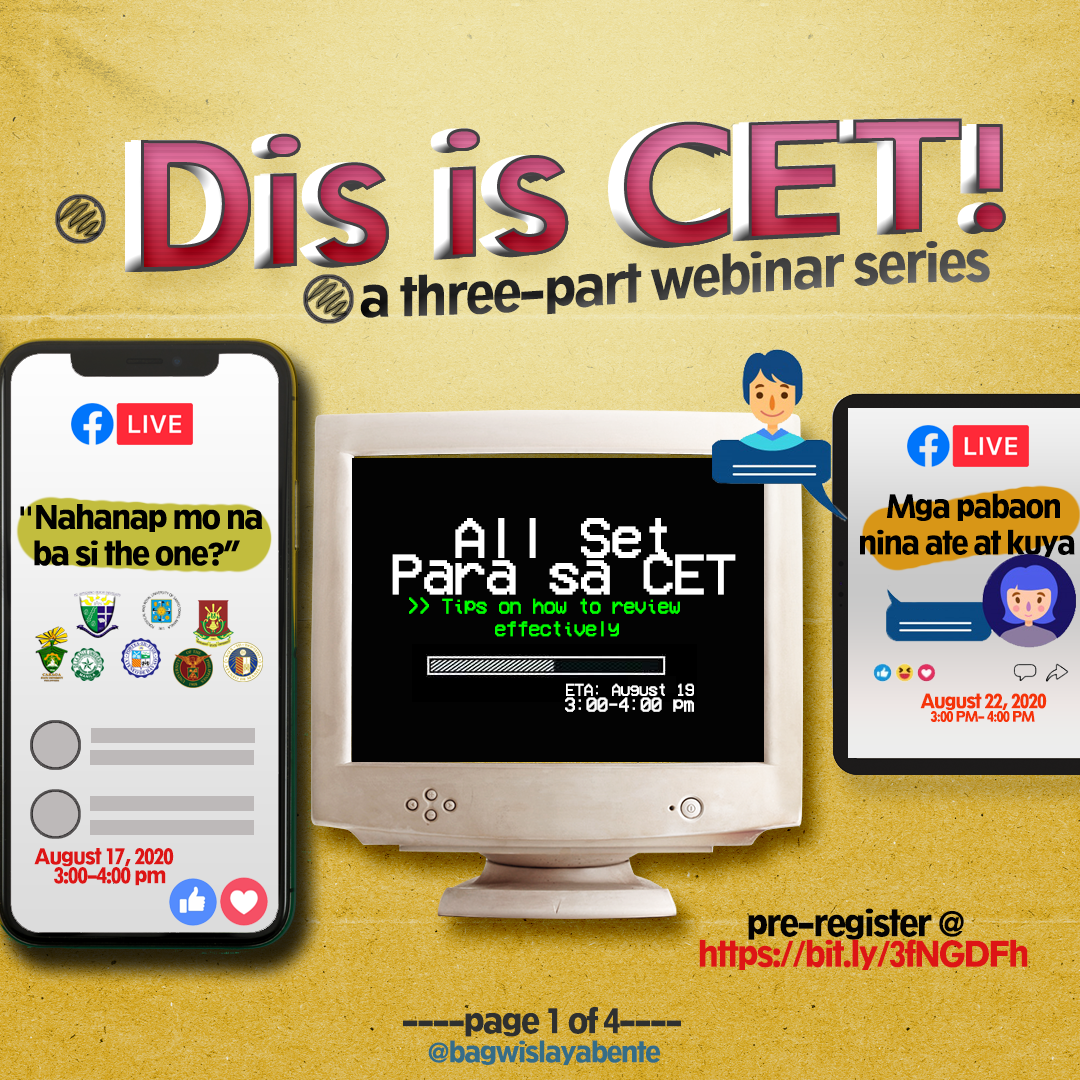 Dis is CET!
a three-part webinar series
LIVE
"Nahanap mo na
ba si the one?"
August 17, 2020
3:00-4:00 pm
All Set
Para sa CET
>> Tips on how to review
effectively
ETA: August 19
3:00-4:00 pm
LIVE
Mga pabaon
nina ate at kuya
August 22, 2020
3:00 PM- 4:00 PM
pre-register @
https://bit.ly/3fNGDFh
----page 1 of 4----
@bagwislayabente